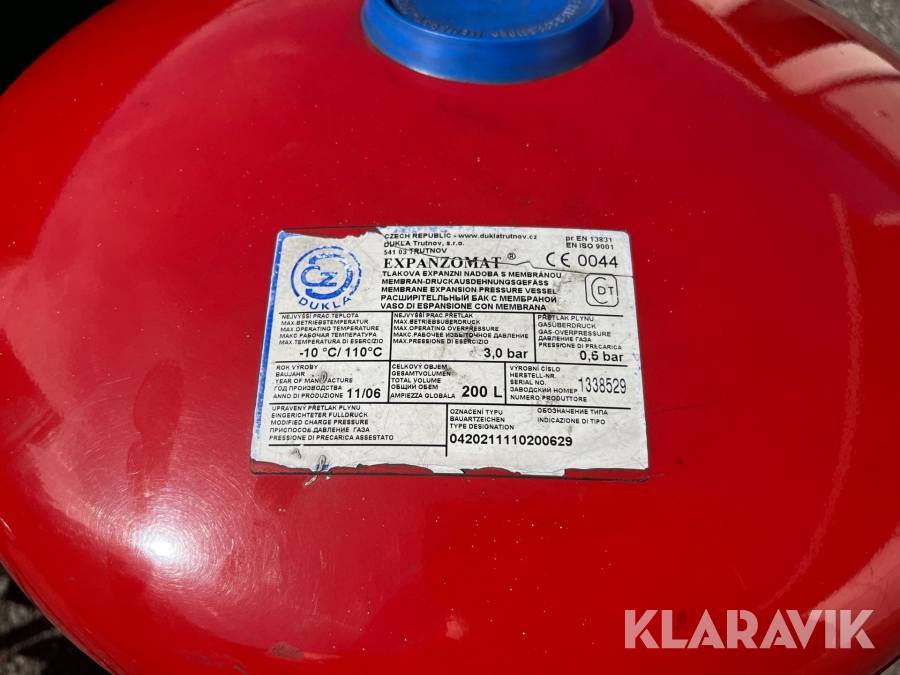 CZECH REPUBLIC - www.duklatrutnov.cz
DUKLA Trutnov, s.r.o.
541 03 TRUTNOV
pr EN 13831
EN ISO 9001
EXPANZOMAT ® CE 0044
CZ
DUKLA
TLAKOVA EXPANZNI NADOBA S MEMBRÁNOU
MEMBRAN-DRUCKAUSDEHNUNGSGEFÄSS
MEMBRANE EXPANSION PRESSURE VESSEL
РАСШИРИТЕЛЬНЫЙ БАК С МЕМБРАНОЙ
VASO DI ESPANSIONE CON MEMBRANA
DT
NEJVYŠŠÍ PRAC.TEPLOTA
MAX.BETRIEBSTEMPERATUR
MAX.OPERATING TEMPERATURE
МАКС.РАБОЧАЯ ТЕМПЕРАТУРА
MAX.TEMPERATURA DI ESERCIZIO
-10 °C/ 110°C
NEJVYŠŠÍ PRAC.PŘETLAK
MAX.BETRIEBSÜBERDRUCK
MAX.OPERATING OVERPRESSURE
МАКС.РАБОЧЕЕ ИЗБЫТОЧНОЕ ДАВЛЕНИЕ
MAX.PRESSIONE DI ESERCIZIO
3,0 bar
PŘETLAK PLYNU
GASÜBERDRUCK
GAS-OVERPRESSURE
ДАВЛЕНИЕ ГАЗА
PRESSIONE DI PRECARICA
0,5 bar
ROK VÝROBY
BAUJAHR
YEAR OF MANUFACTURE
ГОД ПРОИЗВОДСТВА
ANNO DI PRODUZIONE 11/06
CELKOVÝ OBJEM
GESAMTVOLUMEN
TOTAL VOLUME
ОБЩИЙ ОБЪЕМ
AMPIEZZA GLOBÁLA 200 L
VÝROBNÍ ČÍSLO
HERSTELL-NR.
SERIAL NO.
ЗАВОДСКИЙ НОМЕР
NUMERO PRODUTTORE
1338529
UPRAVENÝ PŘETLAK PLYNU
EINGERICHTETER FULLDRUCK
MODIFIED CHARGE PRESSURE
ПРИСПОСОБ ДАВЛЕНИЕ ГАЗА
PRESSIONE DI PRECARICA ASSESTATO
OZNAČENÍ TYPU
BAUARTZEICHEN
TYPE DESIGNATION
ОБОЗНАЧЕНИЕ ТИПА
INDICAZIONE DI TIPO
0420211110200629
KLARAVIK